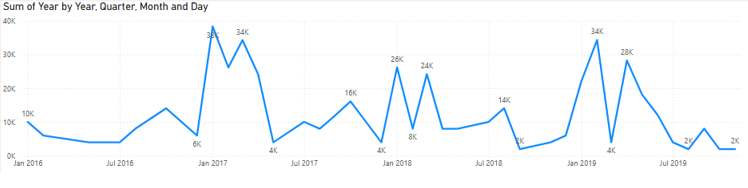 Sum of Year by Year, Quarter, Month and Day
40K
38K
34K
34K
30K
26K
28K
24K
20K
16K
14K
10K
10K
6K
4K
4K
8K
2K
4K
2K
2K
0K
Jan 2016 Jul 2016 Jan 2017 Jul 2017 Jan 2018 Jul 2018 Jan 2019 Jul 2019